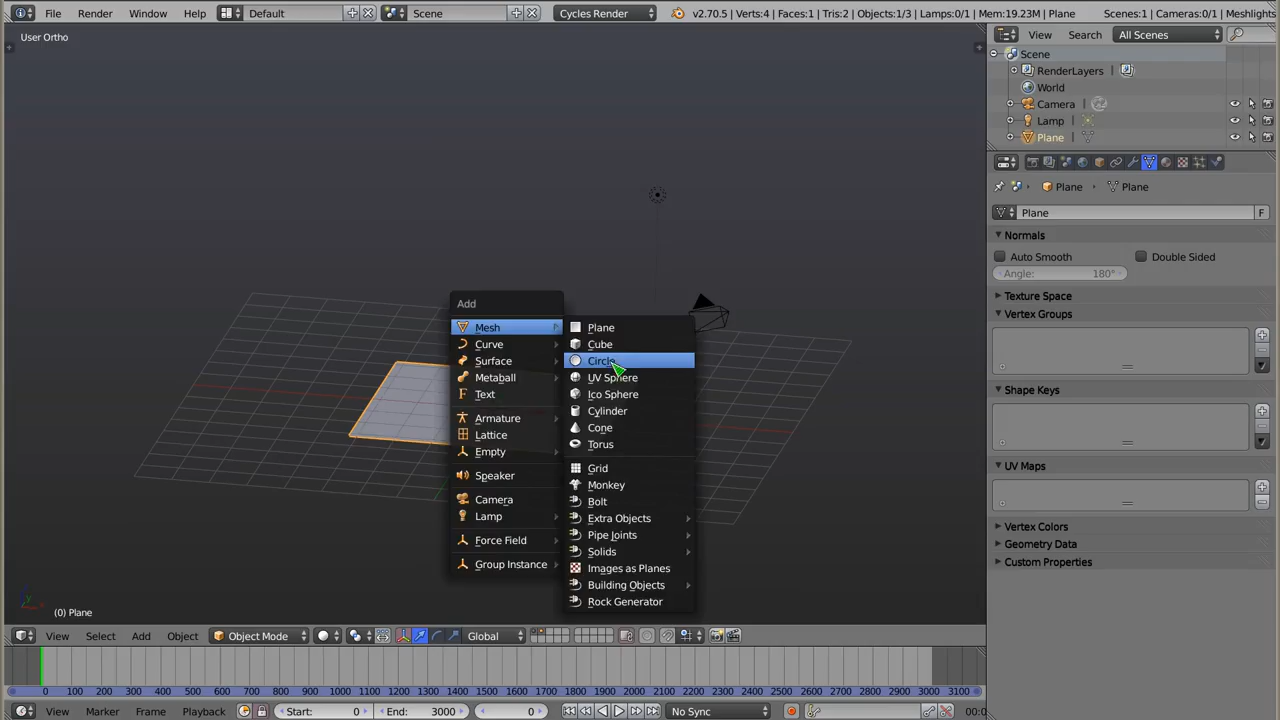 File Render Window Help Default Scene Cycles Render v2.70.5 | Verts:4 | Faces:1 | Tris:2 | Objects:1/3 | Lamps:0/1 | Mem:19.23M | Plane Scenes:1 | Cameras:0/1 | Meshlights
User Ortho
View Search All Scenes
Scene
RenderLayers
World
Camera
Lamp
Plane
Plane Plane
Plane F
Normals
Auto Smooth Double Sided
Angle: 180°
Texture Space
Vertex Groups
Shape Keys
UV Maps
Vertex Colors
Geometry Data
Custom Properties
Add
Mesh
Curve
Surface
Metaball
Text
Armature
Lattice
Empty
Speaker
Camera
Lamp
Force Field
Group Instance
Plane
Cube
Circle
UV Sphere
Ico Sphere
Cylinder
Cone
Torus
Grid
Monkey
Bolt
Extra Objects
Pipe Joints
Solids
Images as Planes
Building Objects
Rock Generator
(0) Plane
View Select Add Object Object Mode Global
0 100 200 300 400 500 600 700 800 900 1000 1100 1200 1300 1400 1500 1600 1700 1800 1900 2000 2100 2200 2300 2400 2500 2600 2700 2800 2900 3000 3100
View Marker Frame Playback Start: 0 End: 3000 0 No Sync 00:0